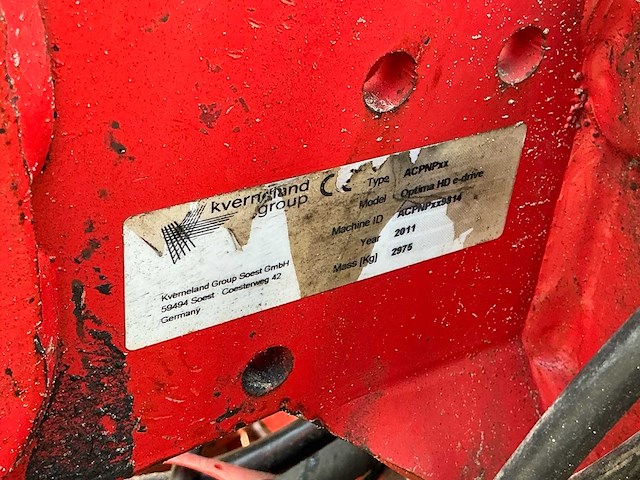 kverneland
group
CE
Type ACPNPxx
Model Optima HD e-drive
Machine ID ACPNPxx9814
Year 2011
Mass [Kg] 2975
Kverneland Group Soest GmbH
59494 Soest Coesterweg 42
Germany